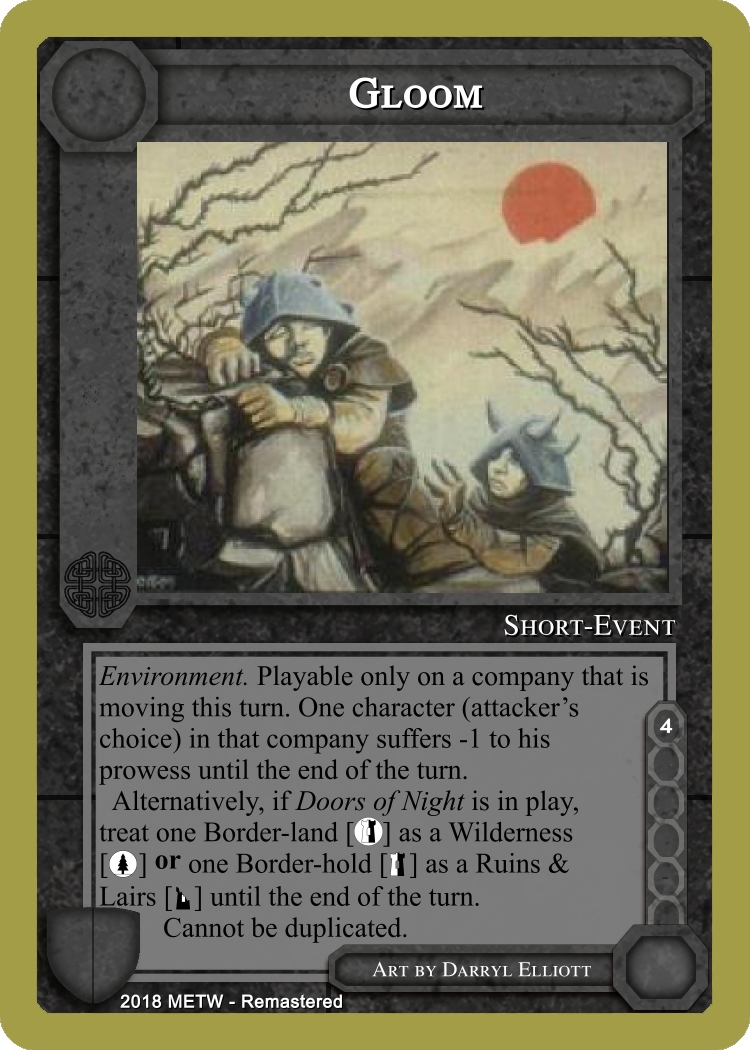 Gloom
Short-Event
Environment. Playable only on a company that is
moving this turn. One character (attacker’s
choice) in that company suffers -1 to his
prowess until the end of the turn.
Alternatively, if Doors of Night is in play,
treat one Border-land [ ] as a Wilderness
[ ] or one Border-hold [ ] as a Ruins &
Lairs [ ] until the end of the turn.
Cannot be duplicated.
4
Art by Darryl Elliott
2018 METW - Remastered